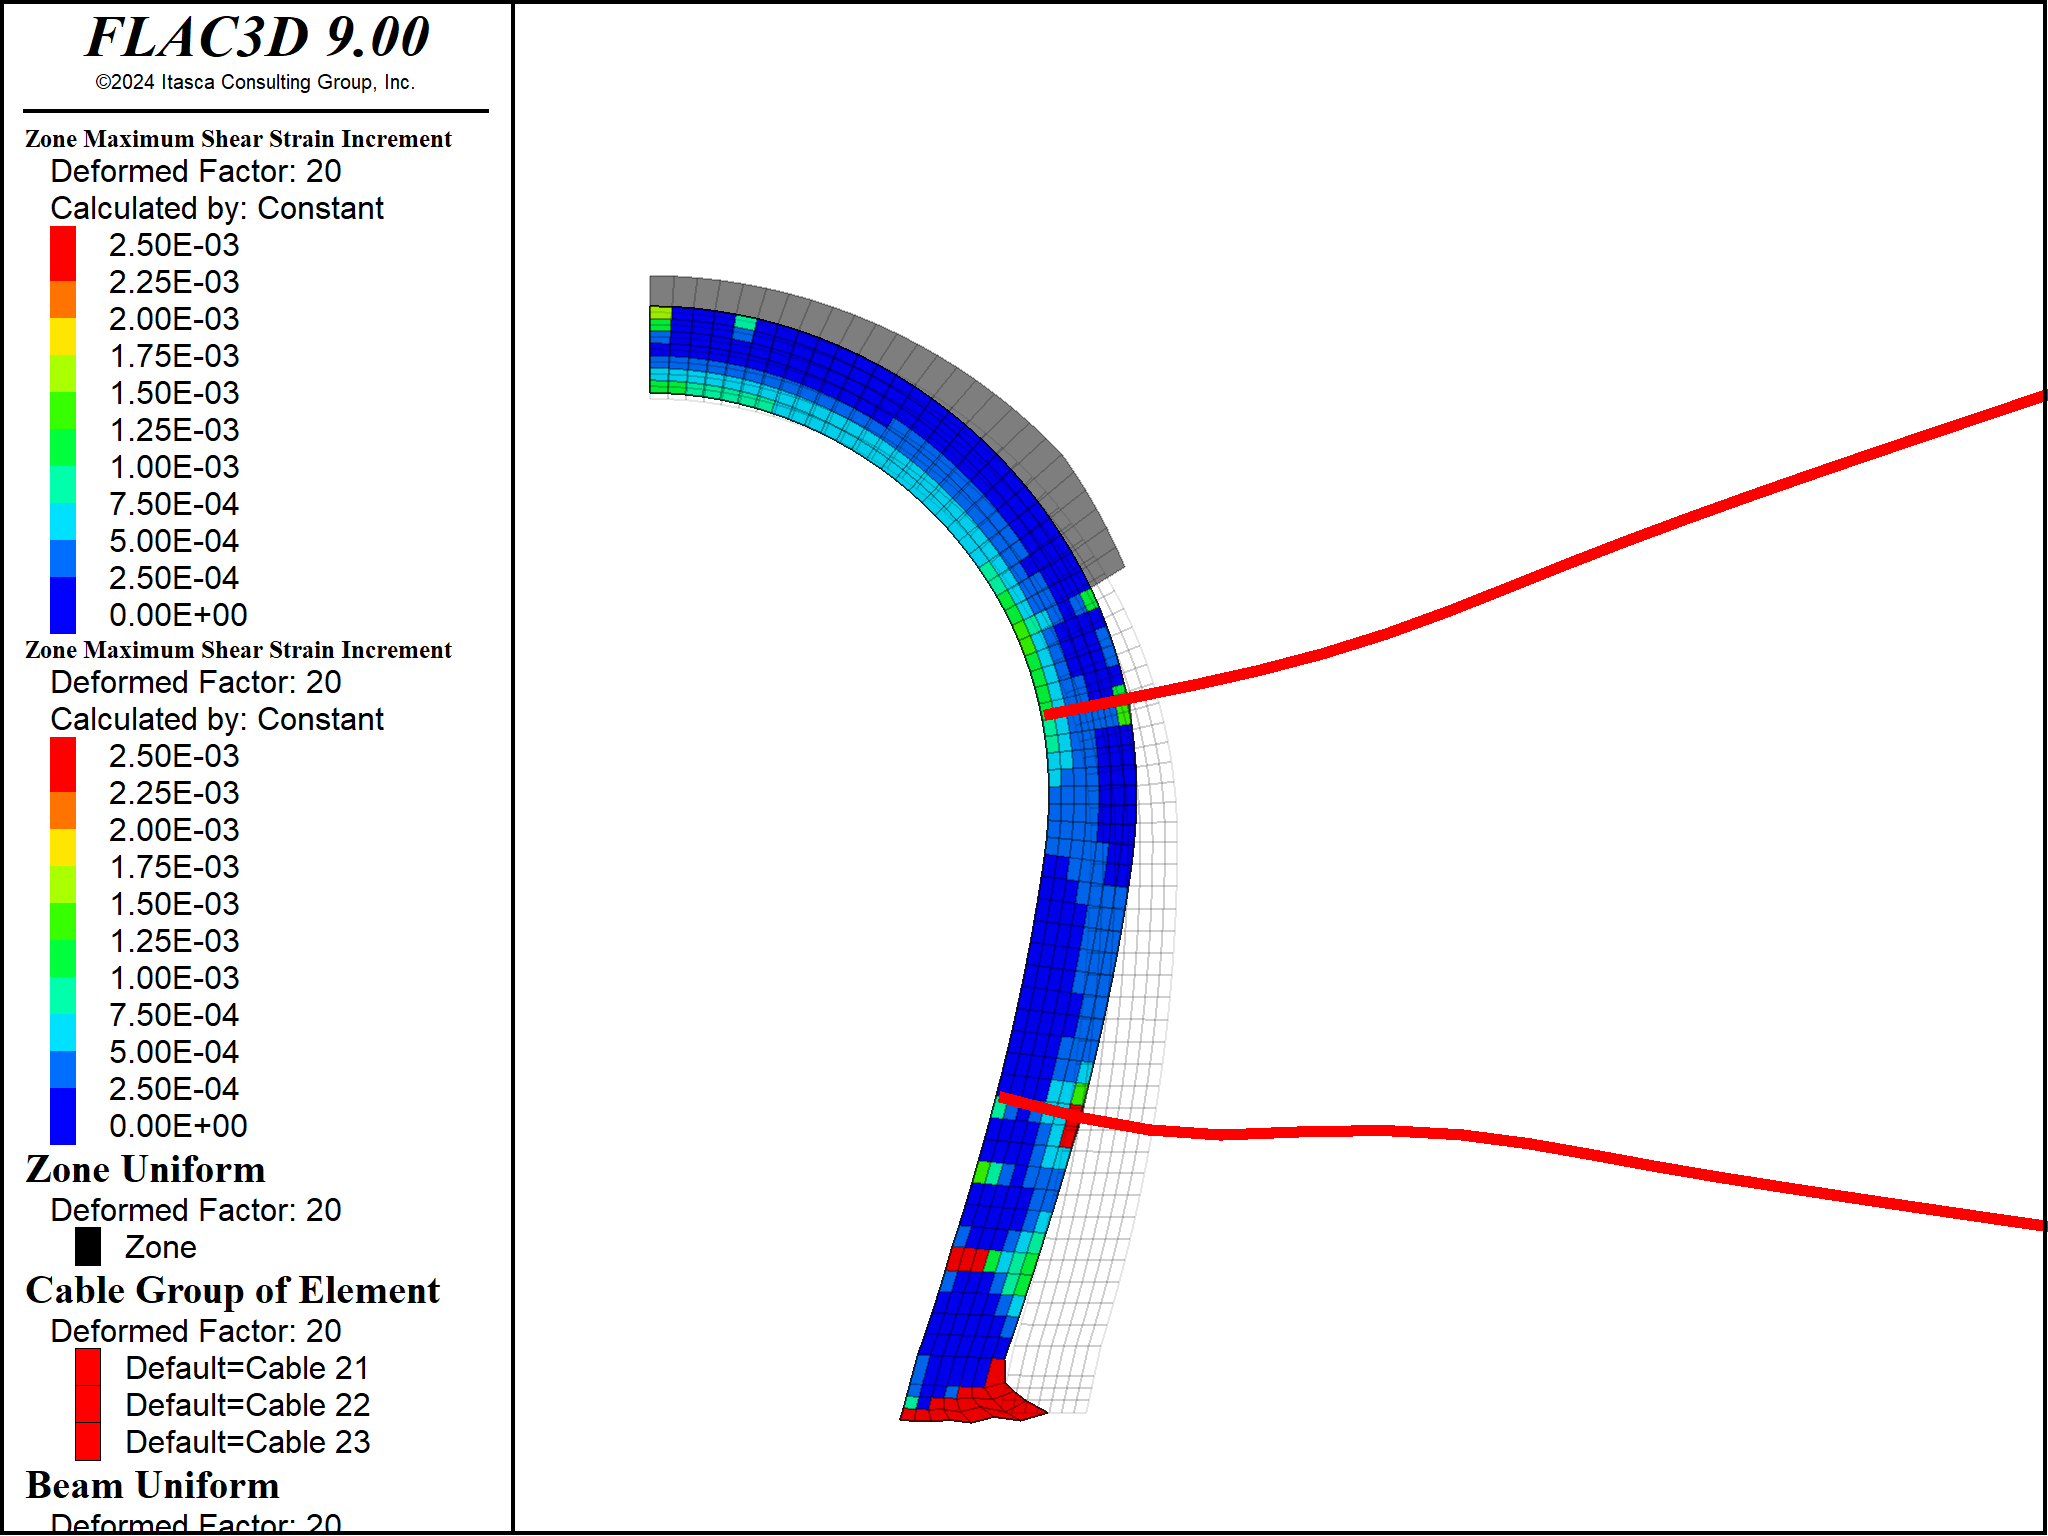 FLAC3D 9.00
©2024 Itasca Consulting Group, Inc.
Zone Maximum Shear Strain Increment
Deformed Factor: 20
Calculated by: Constant
2.50E-03
2.25E-03
2.00E-03
1.75E-03
1.50E-03
1.25E-03
1.00E-03
7.50E-04
5.00E-04
2.50E-04
0.00E+00
Zone Maximum Shear Strain Increment
Deformed Factor: 20
Calculated by: Constant
2.50E-03
2.25E-03
2.00E-03
1.75E-03
1.50E-03
1.25E-03
1.00E-03
7.50E-04
5.00E-04
2.50E-04
0.00E+00
Zone Uniform
Deformed Factor: 20
Zone
Cable Group of Element
Deformed Factor: 20
Default=Cable 21
Default=Cable 22
Default=Cable 23
Beam Uniform
Deformed Factor: 20